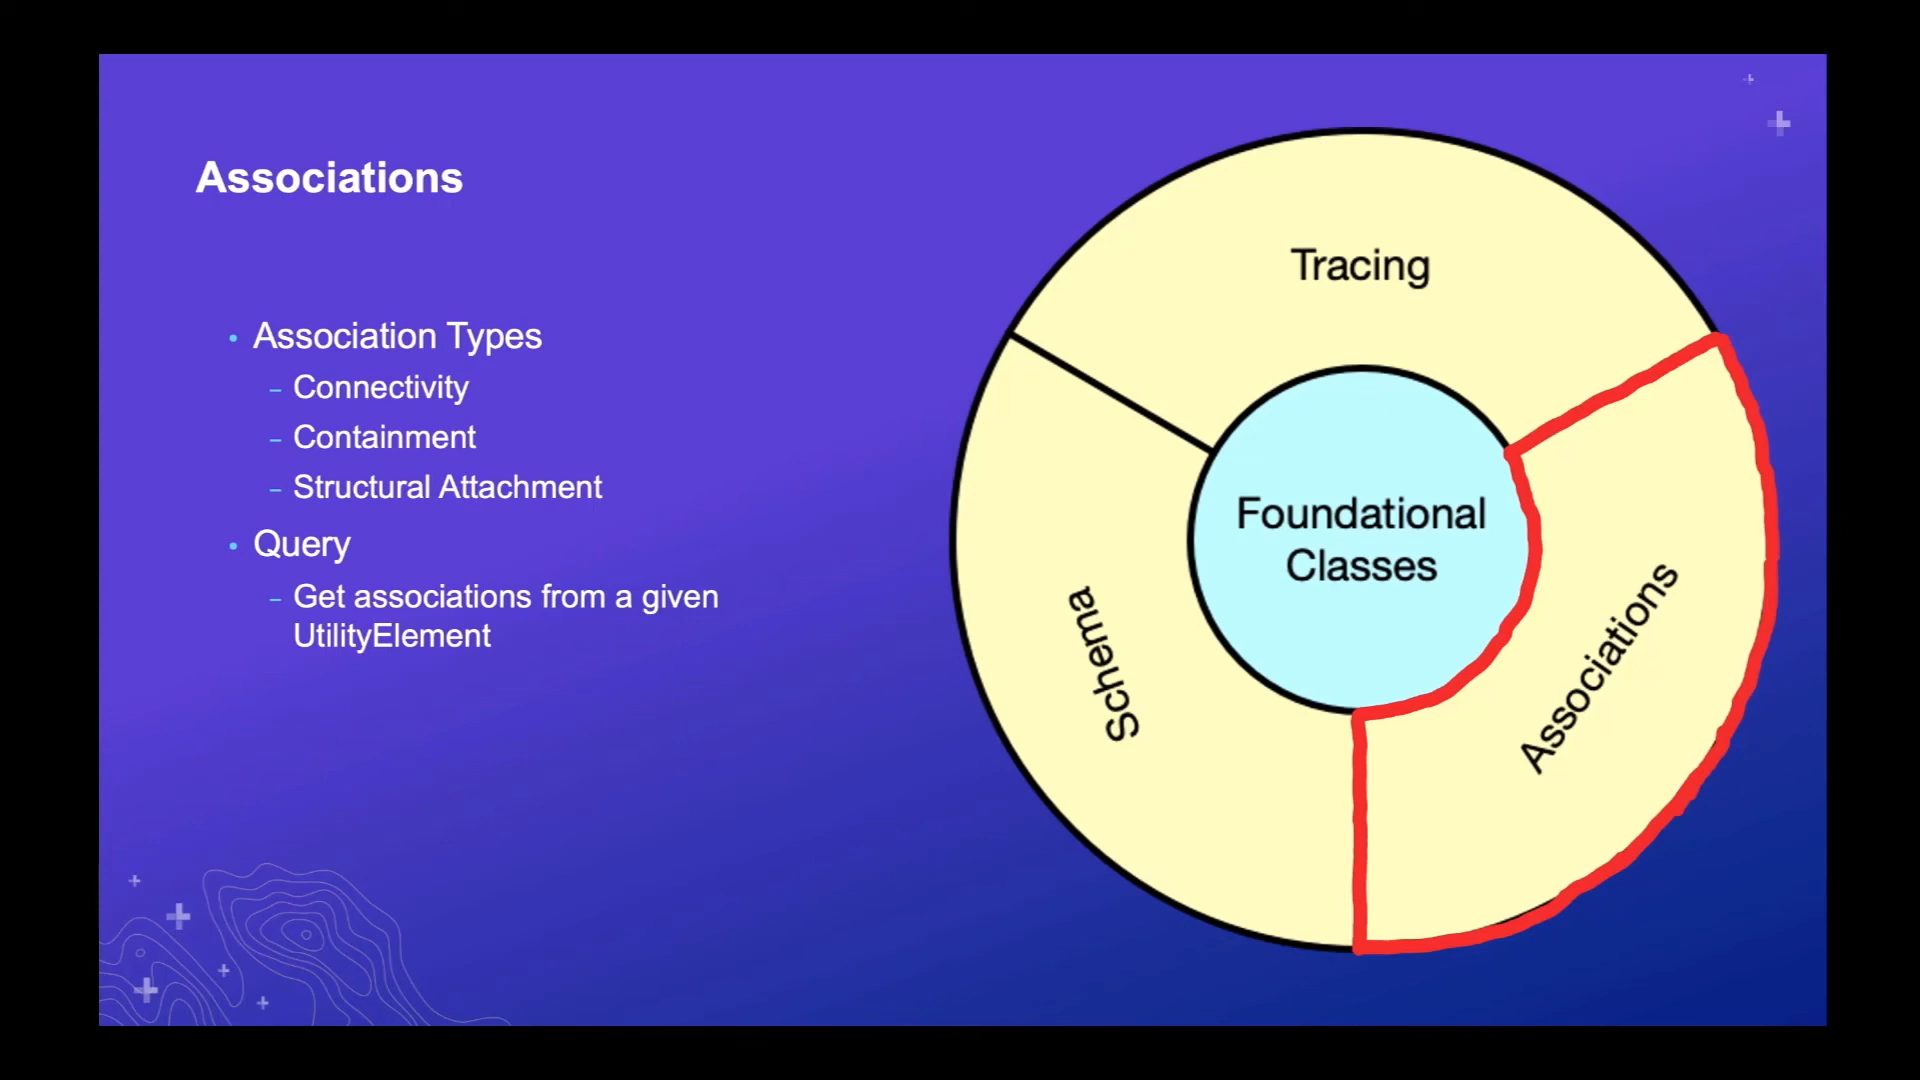 Associations
• Association Types
– Connectivity
– Containment
– Structural Attachment
• Query
– Get associations from a given
UtilityElement
Tracing
Foundational
Classes
Schema
Associations